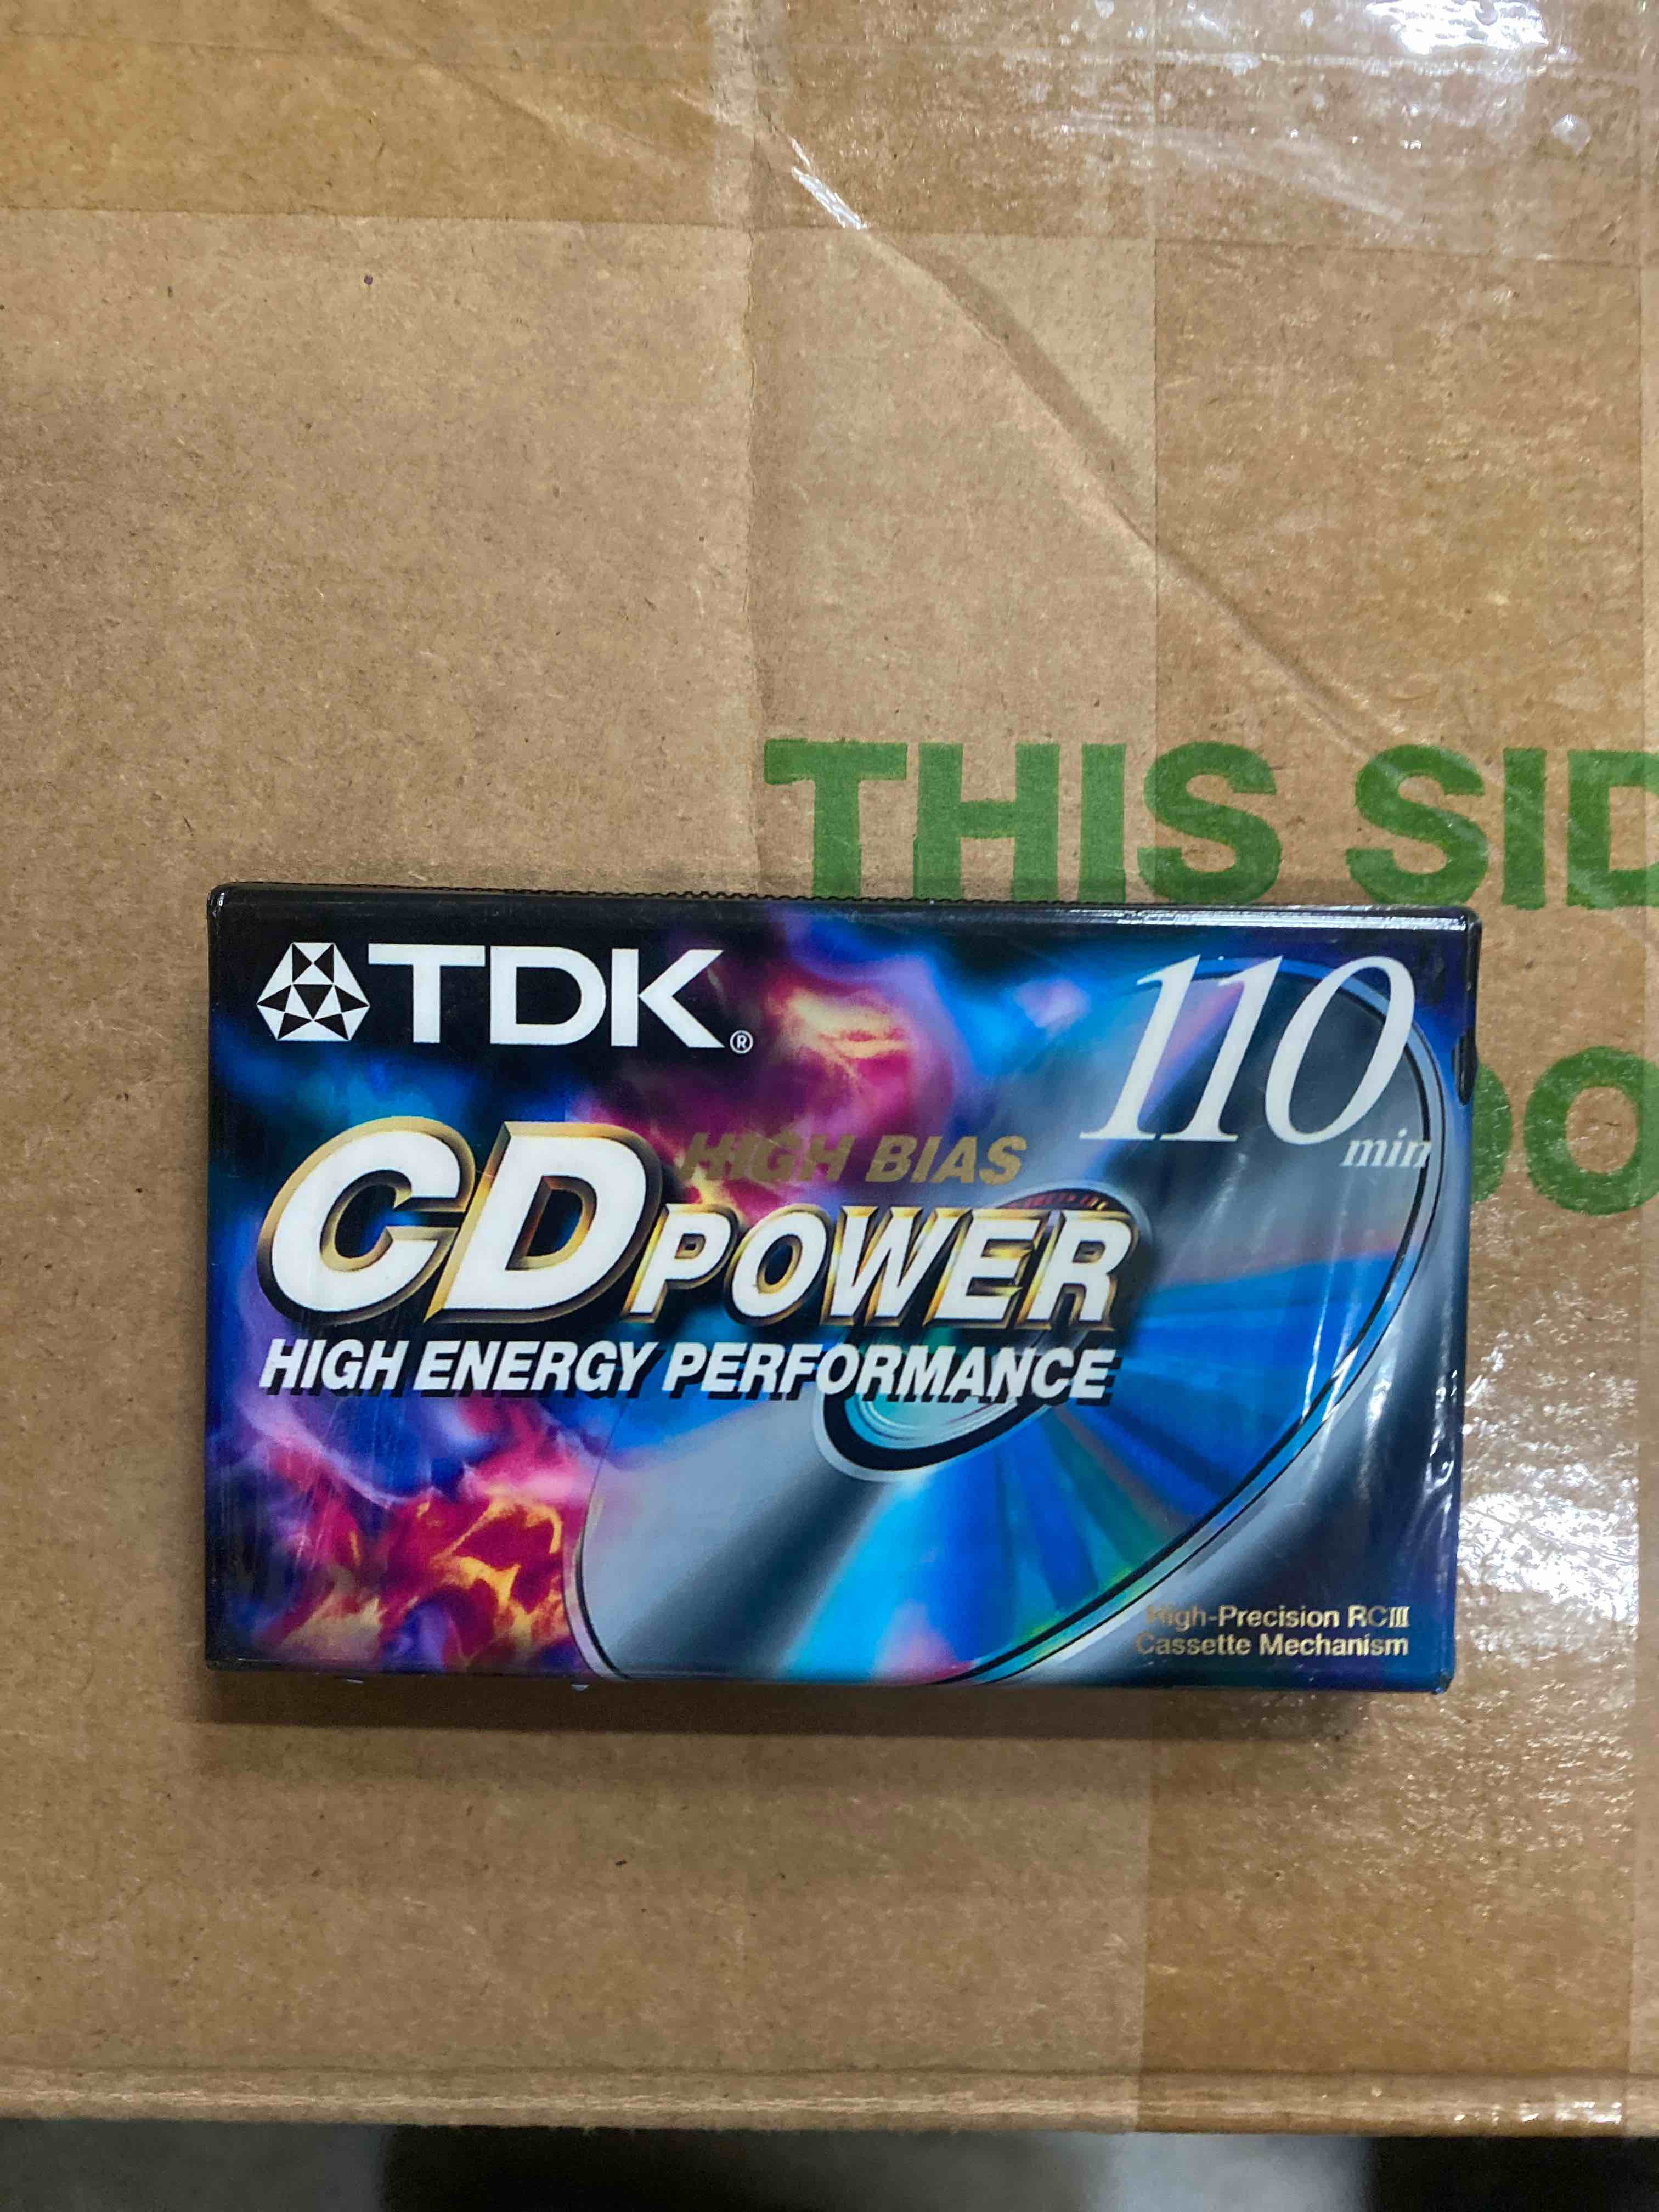 THIS SID
TDK®
110
min
HIGH BIAS
CD POWER
HIGH ENERGY PERFORMANCE
High-Precision RCIII
Cassette Mechanism